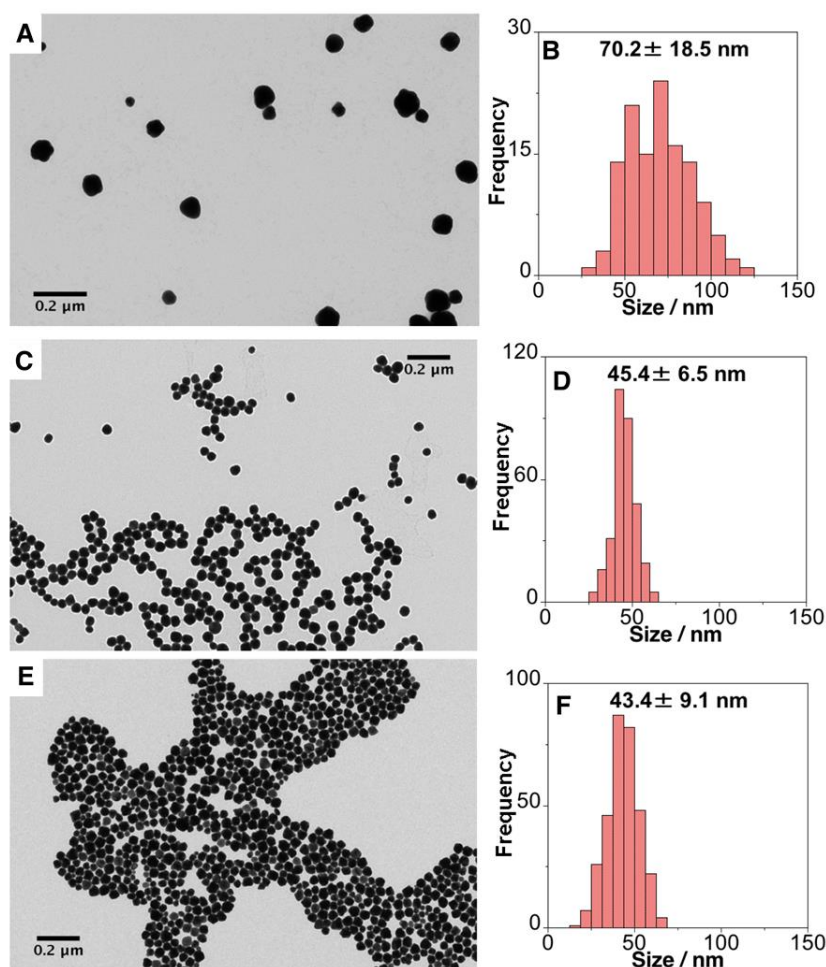 A
0.2 µm
B
70.2± 18.5 nm
Frequency
30
15
0
0
50
100
150
Size / nm
C
0.2 µm
D
45.4± 6.5 nm
Frequency
120
60
0
0
50
100
150
Size / nm
E
0.2 µm
F
43.4± 9.1 nm
Frequency
100
50
0
0
50
100
150
Size / nm